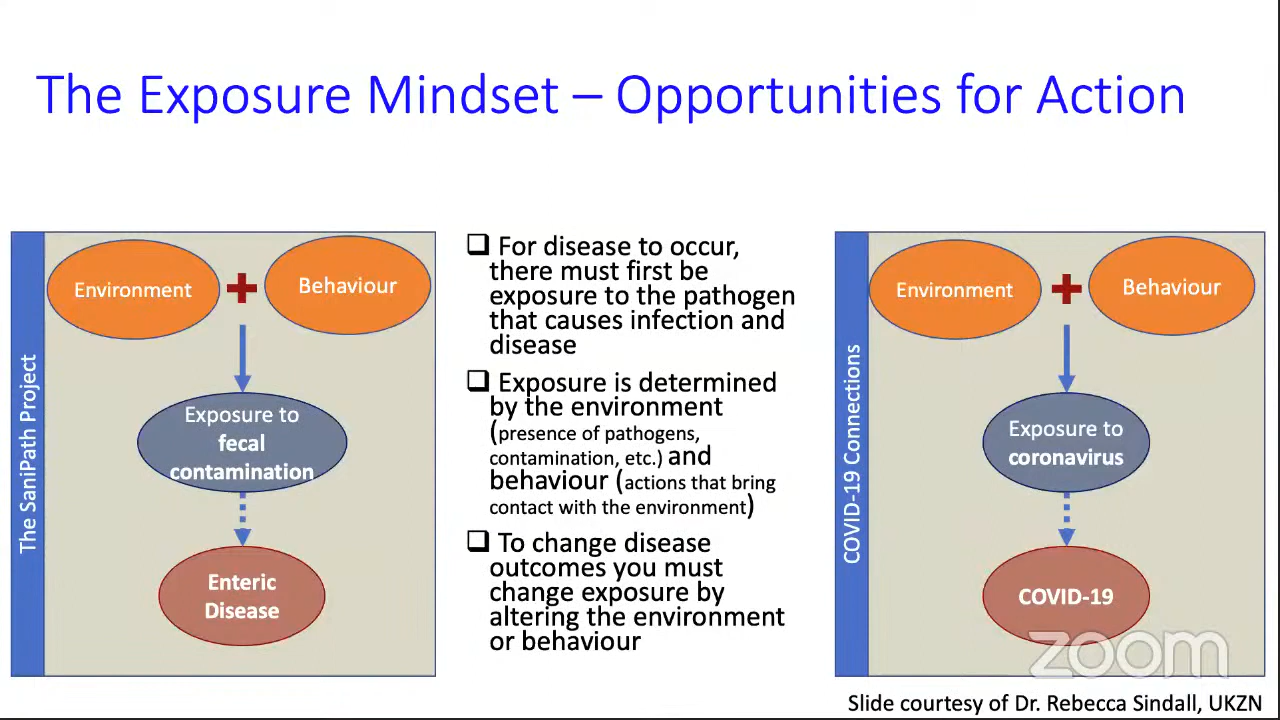 The Exposure Mindset – Opportunities for Action
The SaniPath Project
Environment
Behaviour
Exposure to
fecal
contamination
Enteric
Disease
For disease to occur,
there must first be
exposure to the pathogen
that causes infection and
disease
Exposure is determined
by the environment
(presence of pathogens,
contamination, etc.) and
behaviour (actions that bring
contact with the environment)
To change disease
outcomes you must
change exposure by
altering the environment
or behaviour
COVID-19 Connections
Environment
Behaviour
Exposure to
coronavirus
COVID-19
zoom
Slide courtesy of Dr. Rebecca Sindall, UKZN